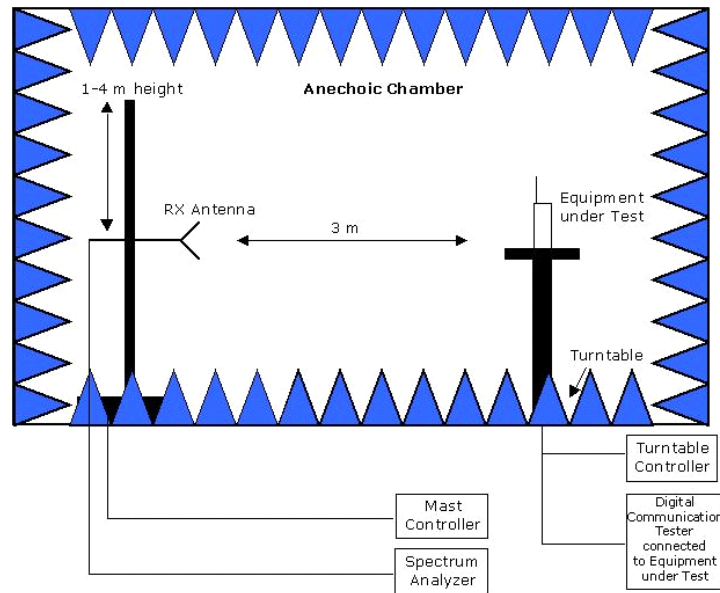 1-4 m height
Anechoic Chamber
RX Antenna
3 m
Equipment
under Test
Turntable
Turntable
Controller
Mast
Controller
Spectrum
Analyzer
Digital
Communication
Tester
connected
to Equipment
under Test